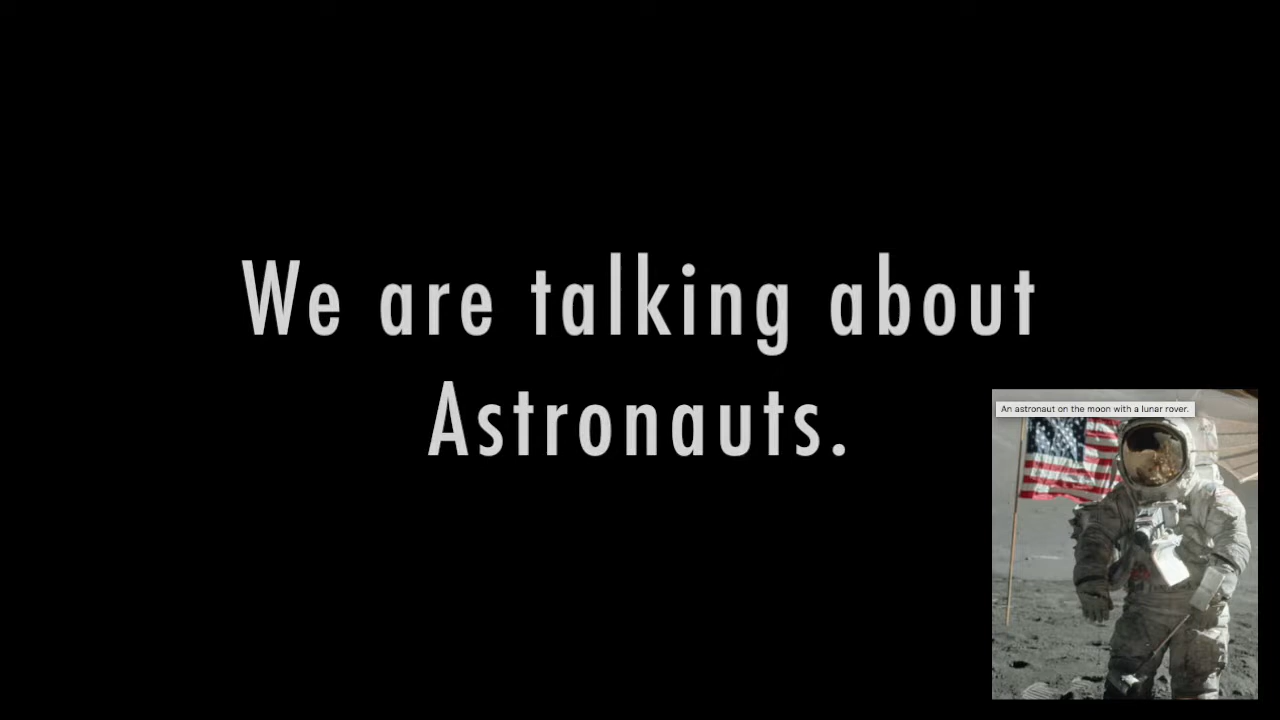 We are talking about
Astronauts.
An astronaut on the moon with a lunar rover.